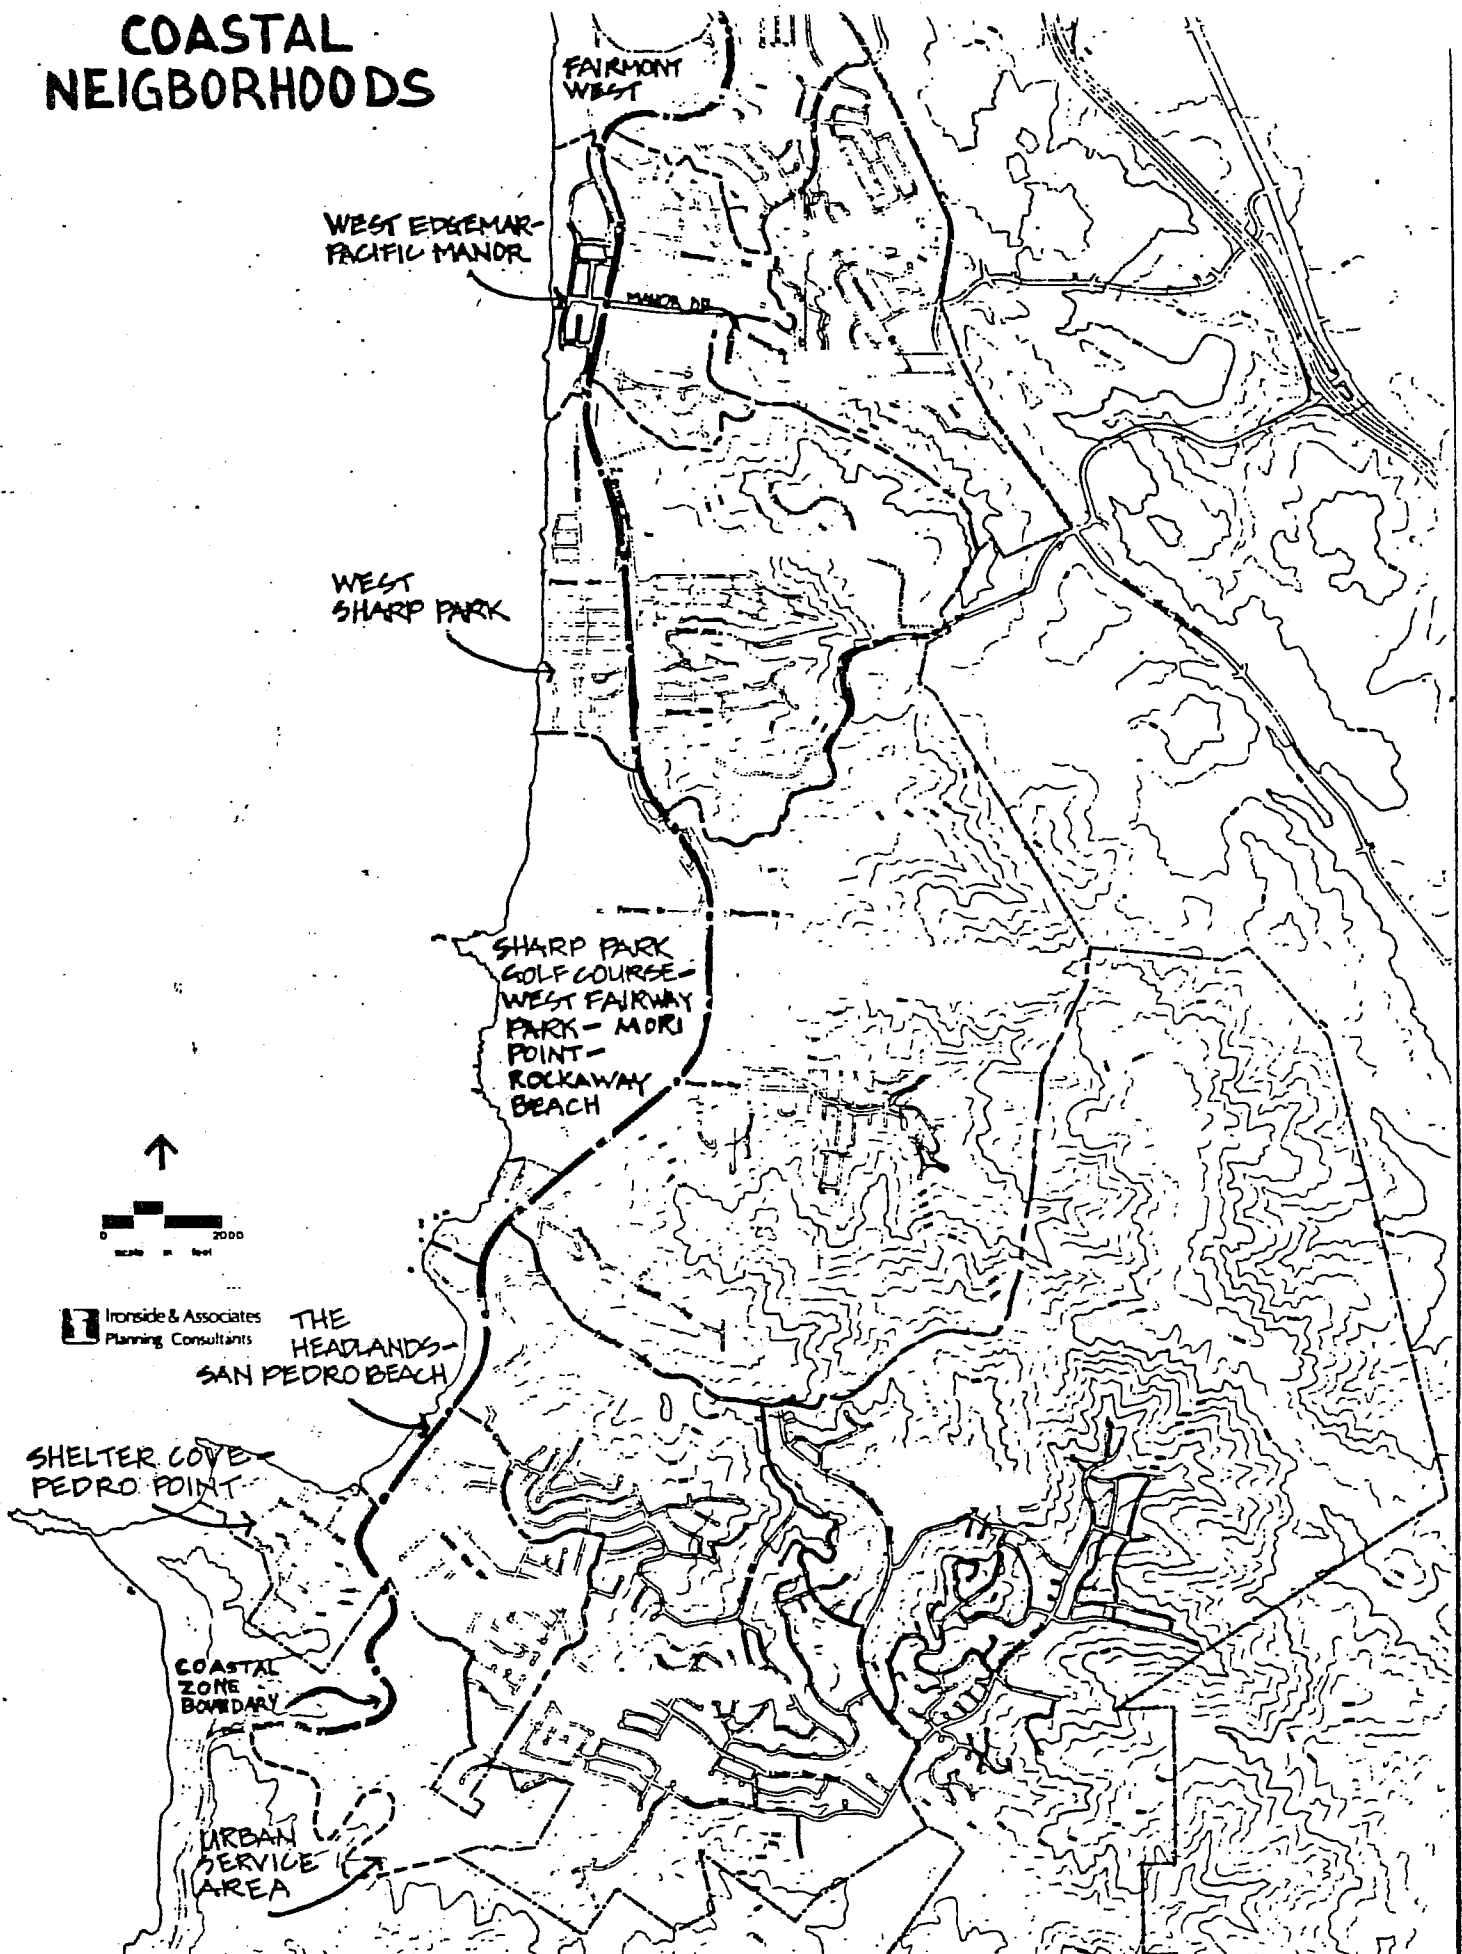 COASTAL
NEIGBORHOODS
FAIRMONT
WEST
WEST EDGEMAR-
PACIFIC MANOR
MANOR DR
WEST
SHARP PARK
SHARP PARK
GOLF COURSE-
WEST FAIRWAY
PARK- MORI
POINT-
ROCKAWAY
BEACH
0 2000
scale in feet
Ironside & Associates
Planning Consultants
THE
HEADLANDS-
SAN PEDRO BEACH
SHELTER COVE-
PEDRO POINT
COASTAL
ZONE
BOUNDARY
URBAN
SERVICE
AREA